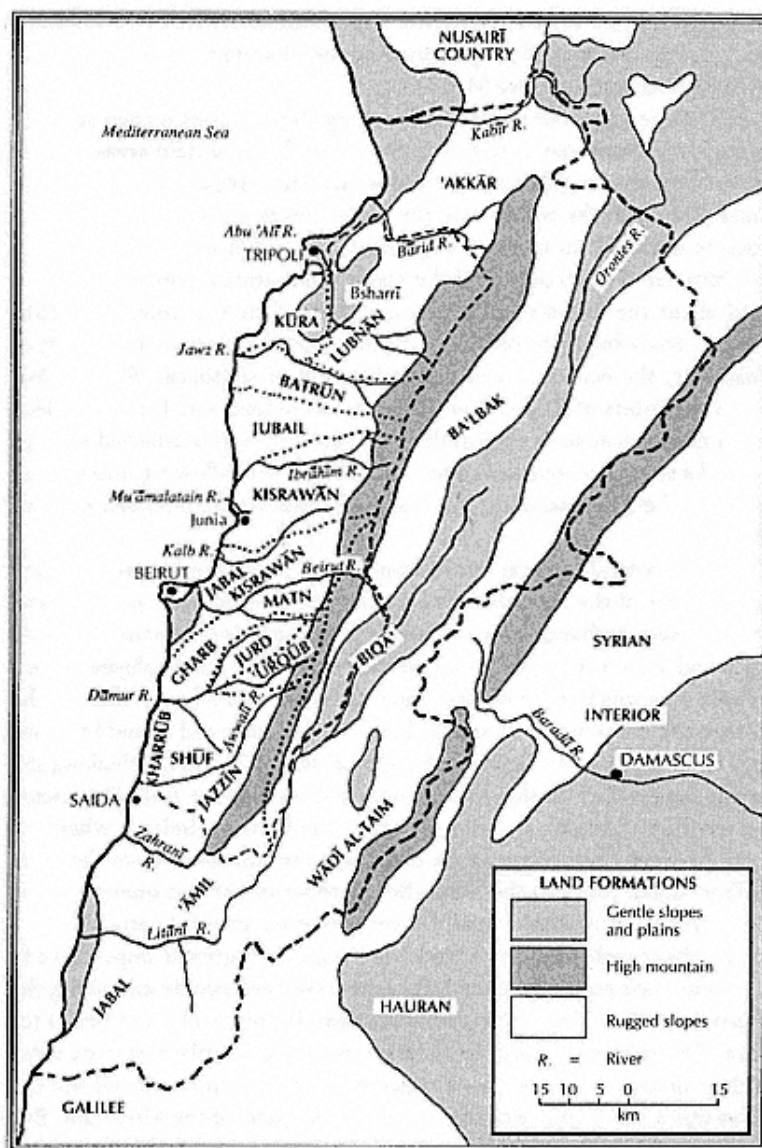 NUSAIRĪ
COUNTRY
Mediterranean Sea
Kabīr R.
'AKKĀR
Abu 'Alī R.
TRIPOLI
Bārid R.
Orontes R.
Bsharrī
KŪRA
LUBNĀN
Jawz R.
BATRŪN
BA'LBAK
JUBAIL
Ibrāhīm R.
KISRAWĀN
Mu'āmalatain R.
Junia
Kalb R.
BEIRUT
JABAL
KISRAWĀN
Beirut R.
MATN
GHARB
JURD
'URQŪB
BIQĀ'
SYRIAN
INTERIOR
Dāmur R.
Awwalī R.
Baradā R.
DAMASCUS
KHARRŪB
SHŪF
SAIDA
JAZZĪN
Zahrānī
R.
WĀDĪ AL-TAIM
'ĀMIL
Lītānī R.
JABAL
HAURAN
GALILEE
LAND FORMATIONS
Gentle slopes
and plains
High mountain
Rugged slopes
R. = River
15 10 5 0 15
km